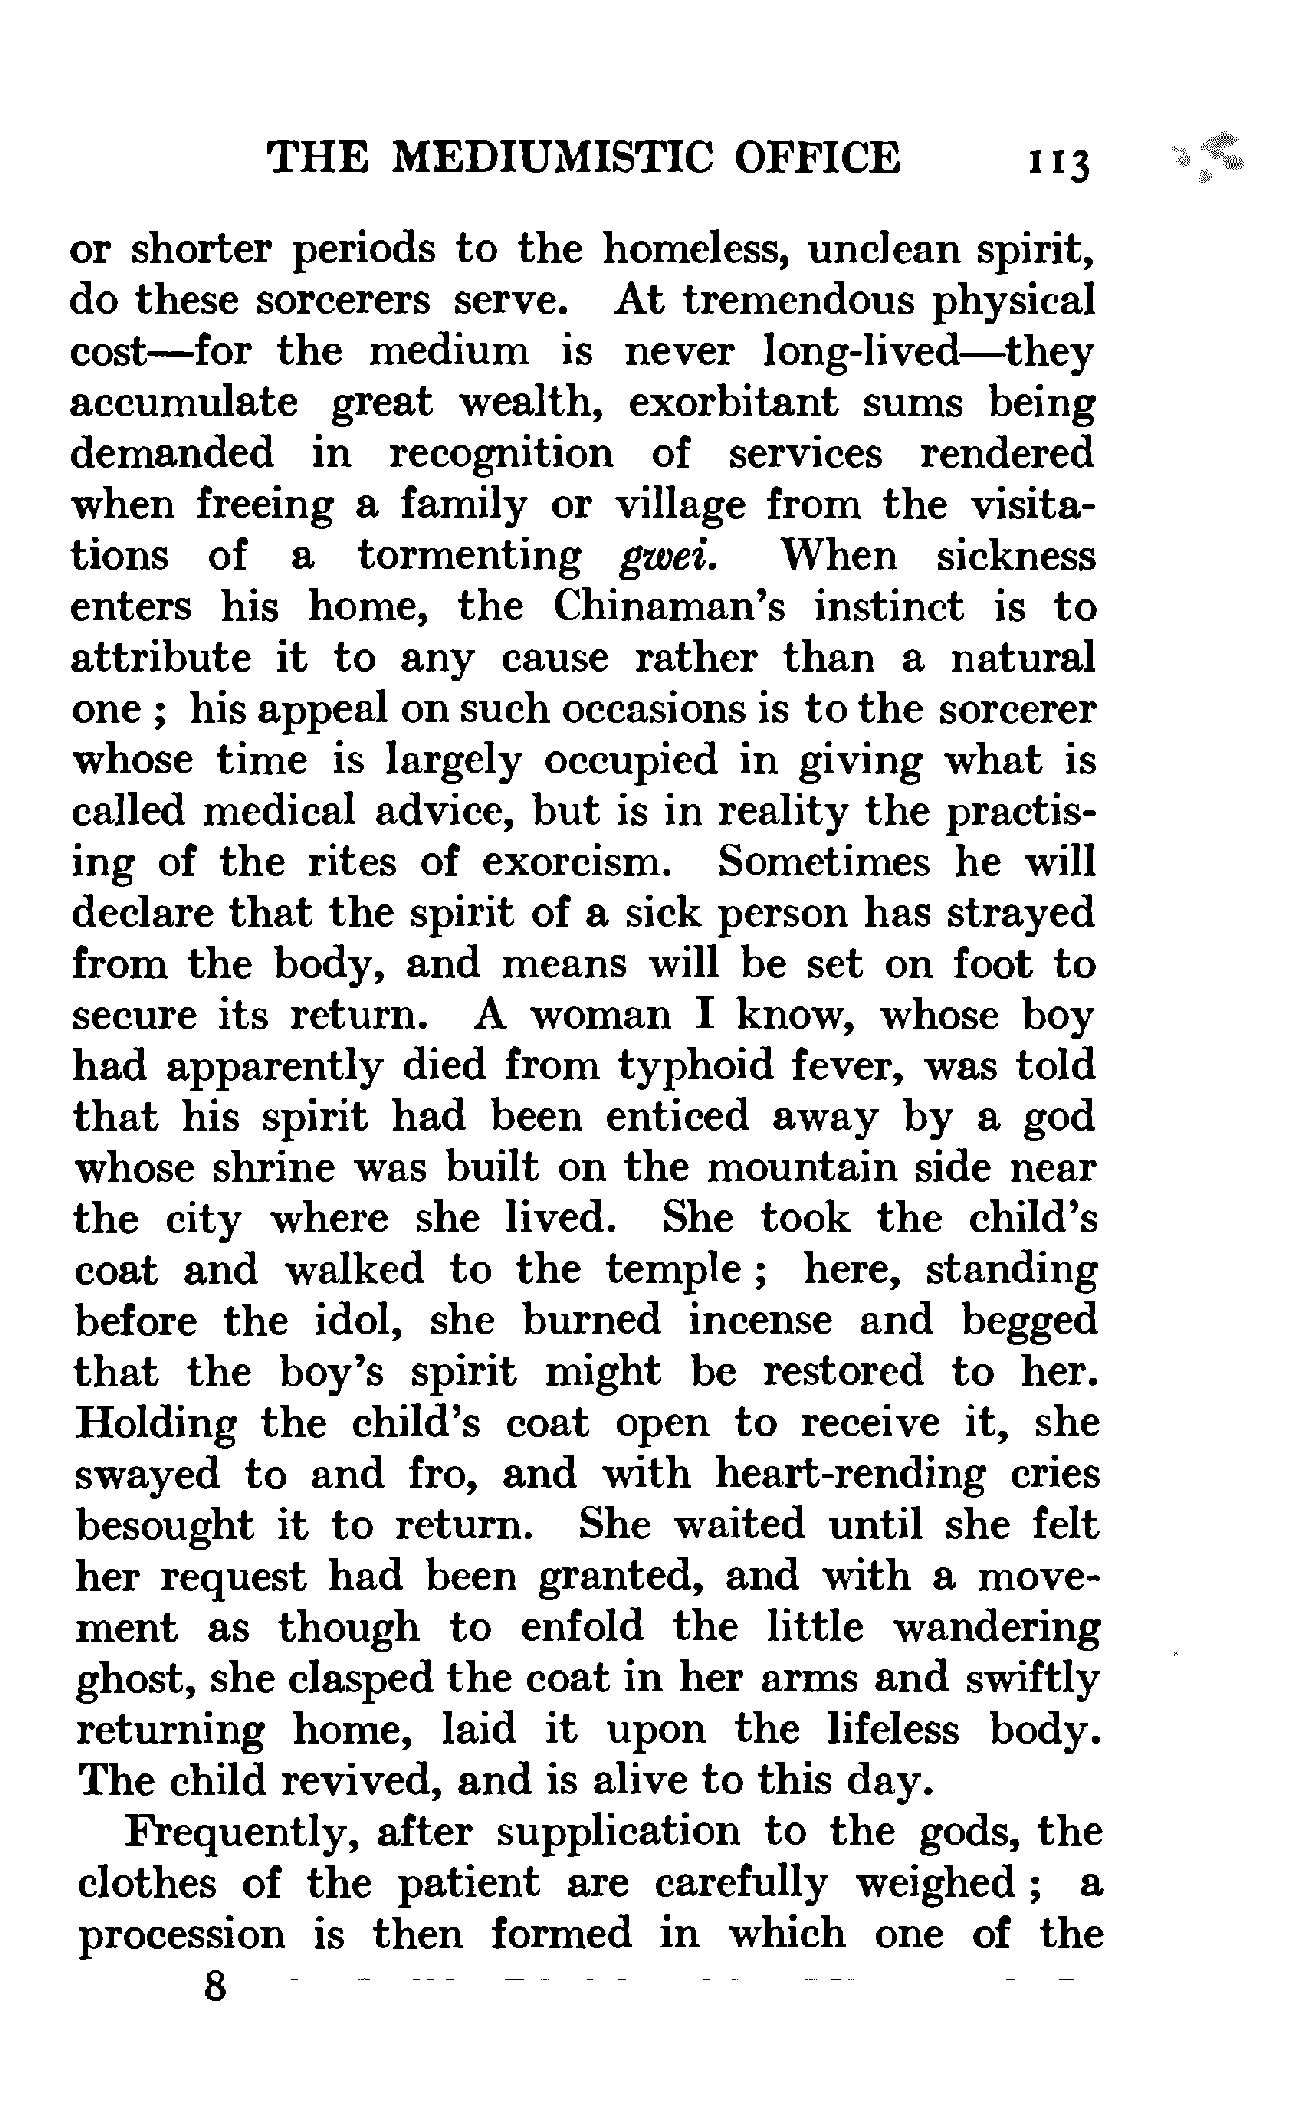 THE MEDIUMISTIC OFFICE 113
or shorter periods to the homeless, unclean spirit,
do these sorcerers serve. At tremendous physical
cost—for the medium is never long-lived—they
accumulate great wealth, exorbitant sums being
demanded in recognition of services rendered
when freeing a family or village from the visita-
tions of a tormenting gwei. When sickness
enters his home, the Chinaman's instinct is to
attribute it to any cause rather than a natural
one ; his appeal on such occasions is to the sorcerer
whose time is largely occupied in giving what is
called medical advice, but is in reality the practis-
ing of the rites of exorcism. Sometimes he will
declare that the spirit of a sick person has strayed
from the body, and means will be set on foot to
secure its return. A woman I know, whose boy
had apparently died from typhoid fever, was told
that his spirit had been enticed away by a god
whose shrine was built on the mountain side near
the city where she lived. She took the child's
coat and walked to the temple ; here, standing
before the idol, she burned incense and begged
that the boy's spirit might be restored to her.
Holding the child's coat open to receive it, she
swayed to and fro, and with heart-rending cries
besought it to return. She waited until she felt
her request had been granted, and with a move-
ment as though to enfold the little wandering
ghost, she clasped the coat in her arms and swiftly
returning home, laid it upon the lifeless body.
The child revived, and is alive to this day.
Frequently, after supplication to the gods, the
clothes of the patient are carefully weighed ; a
procession is then formed in which one of the
8